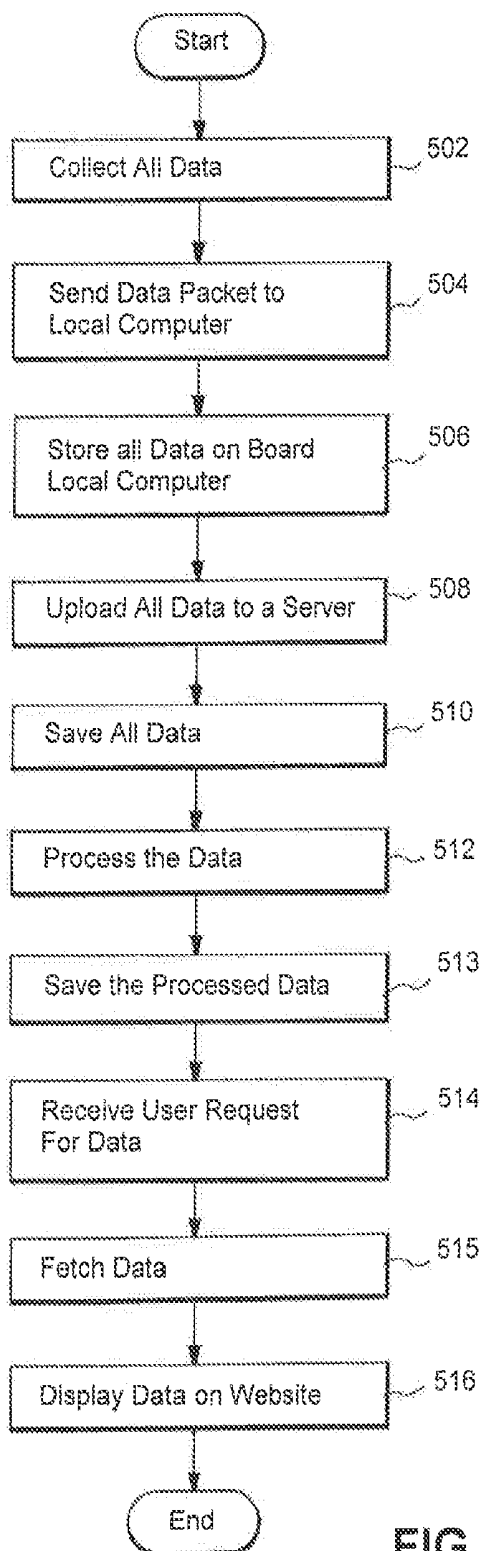 Start
Collect All Data
502
Send Data Packet to
Local Computer
504
Store all Data on Board
Local Computer
506
Upload All Data to a Server
508
Save All Data
510
Process the Data
512
Save the Processed Data
513
Receive User Request
For Data
514
Fetch Data
515
Display Data on Website
516
End
FIG